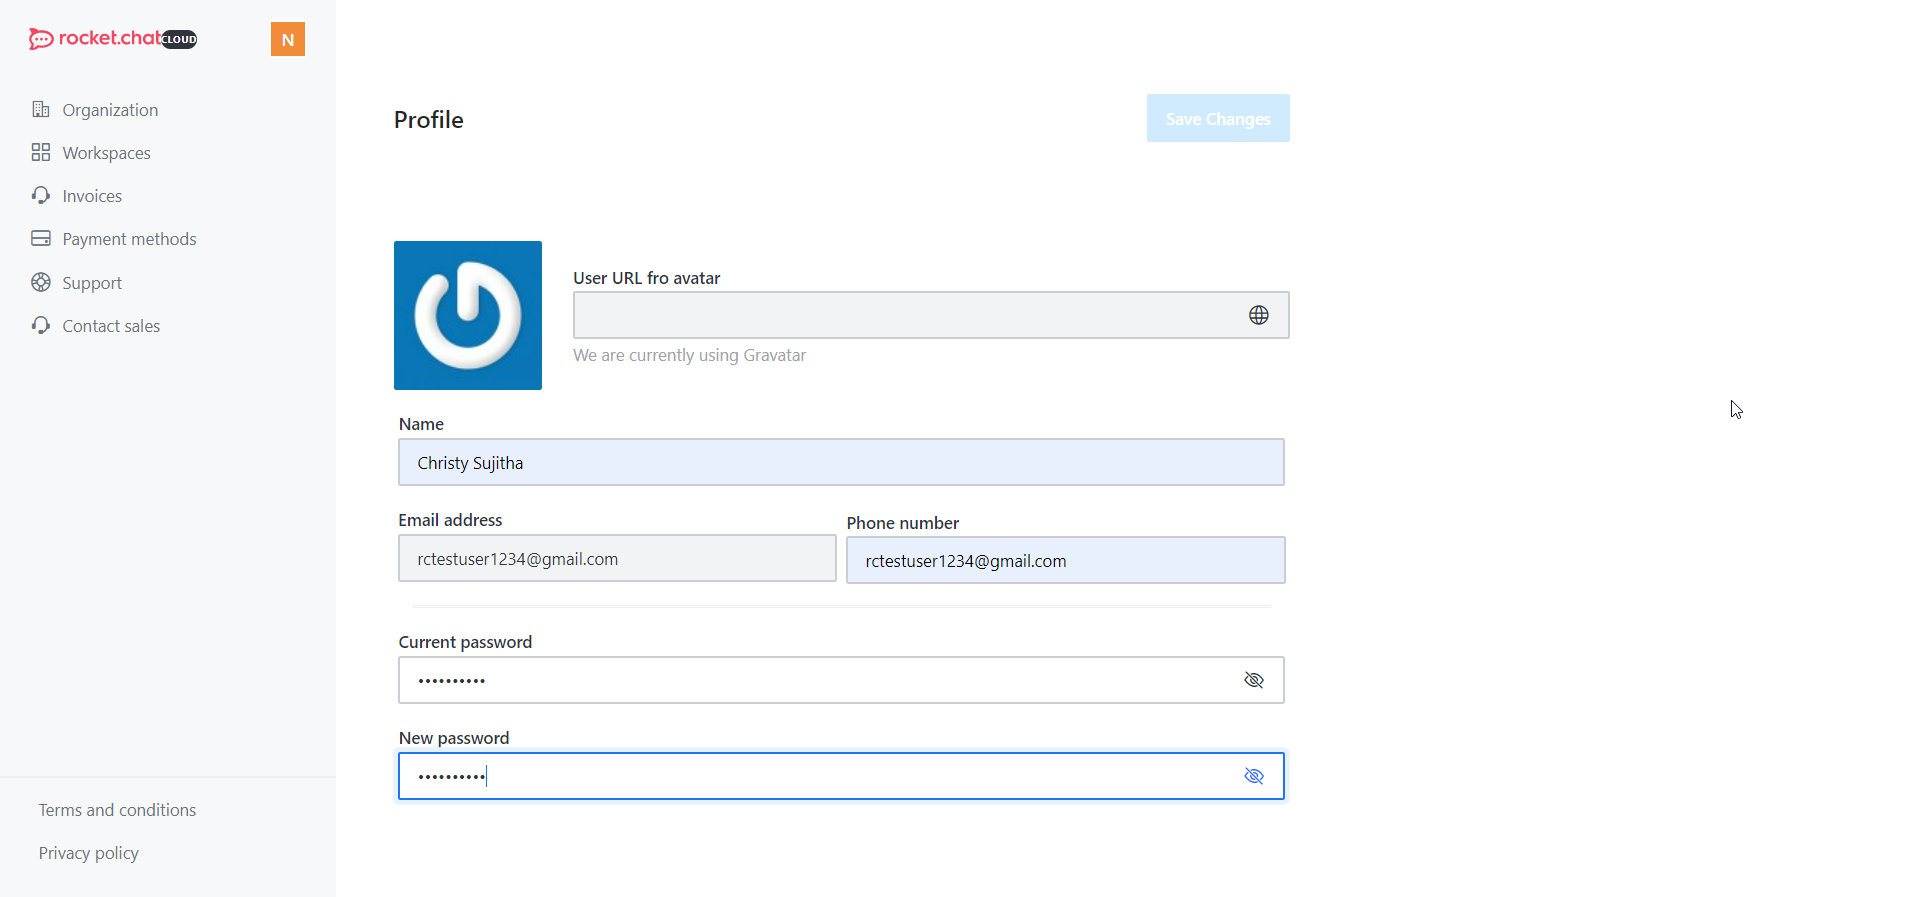 rocket.chat CLOUD
N
Organization
Workspaces
Invoices
Payment methods
Support
Contact sales
Terms and conditions
Privacy policy
Profile
Save Changes
User URL fro avatar
We are currently using Gravatar
Name
Christy Sujitha
Email address
rctestuser1234@gmail.com
Phone number
rctestuser1234@gmail.com
Current password
••••••••••
New password
••••••••••